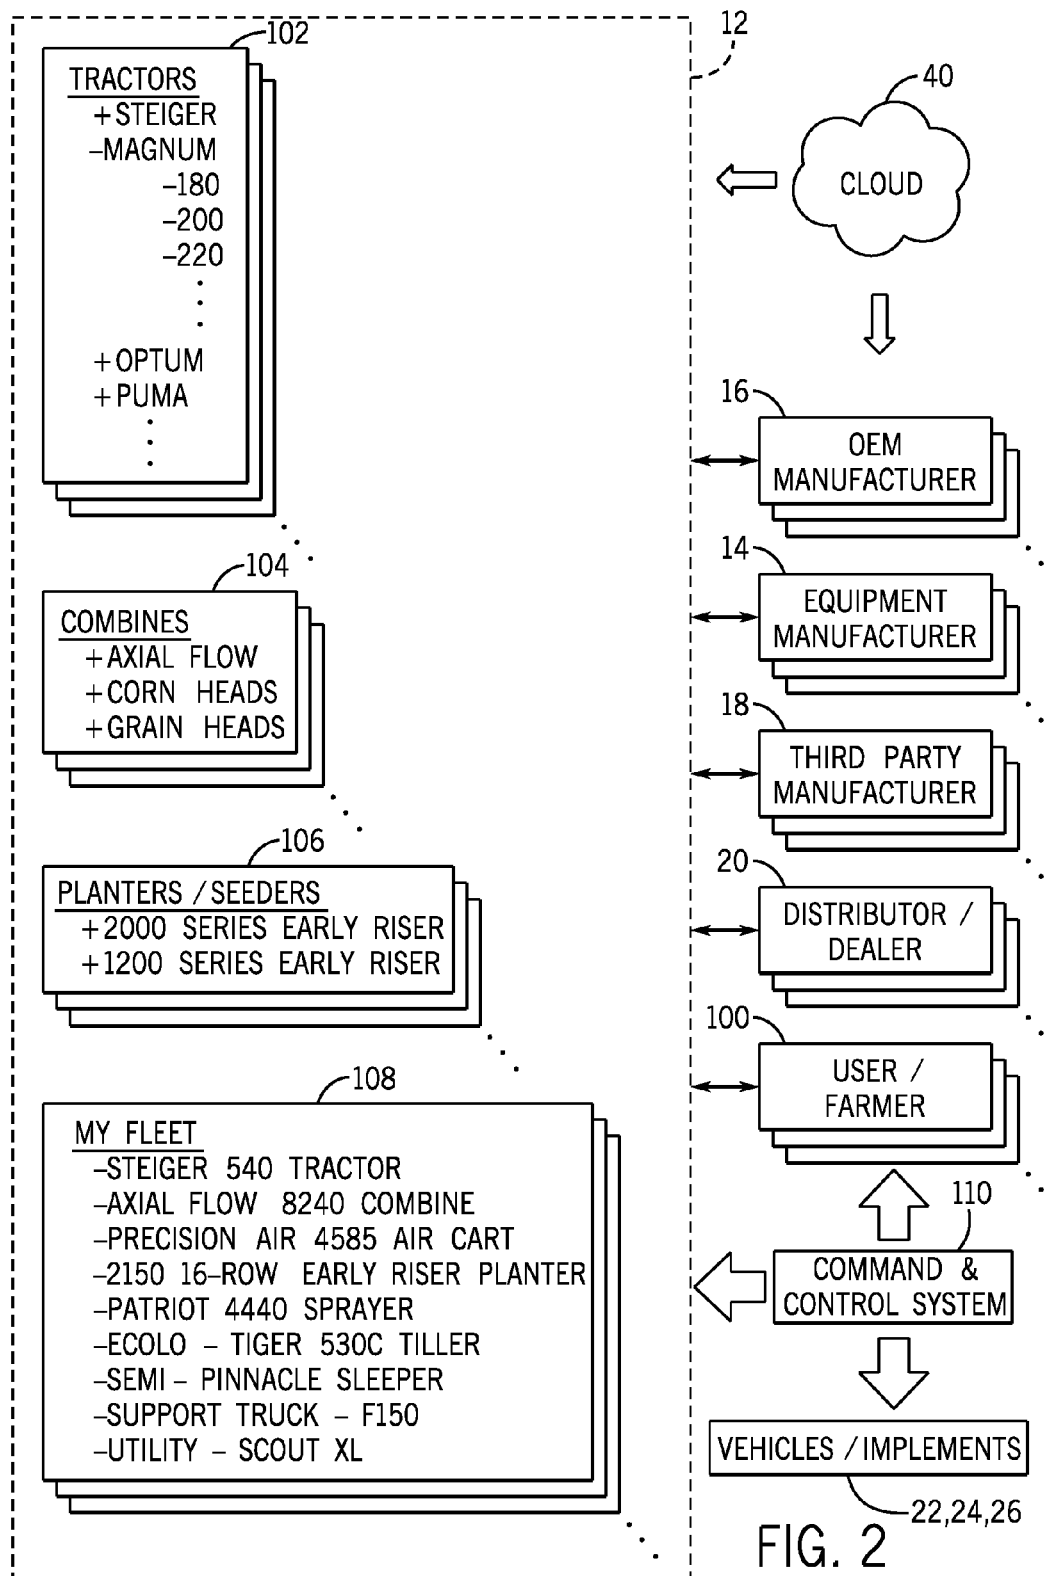 102
TRACTORS
+STEIGER
–MAGNUM
–180
–200
–220
+OPTUM
+PUMA
104
COMBINES
+AXIAL FLOW
+CORN HEADS
+GRAIN HEADS
106
PLANTERS / SEEDERS
+2000 SERIES EARLY RISER
+1200 SERIES EARLY RISER
108
MY FLEET
–STEIGER 540 TRACTOR
–AXIAL FLOW 8240 COMBINE
–PRECISION AIR 4585 AIR CART
–2150 16–ROW EARLY RISER PLANTER
–PATRIOT 4440 SPRAYER
–ECOLO – TIGER 530C TILLER
–SEMI – PINNACLE SLEEPER
–SUPPORT TRUCK – F150
–UTILITY – SCOUT XL
12
40
CLOUD
16
OEM
MANUFACTURER
14
EQUIPMENT
MANUFACTURER
18
THIRD PARTY
MANUFACTURER
20
DISTRIBUTOR /
DEALER
100
USER /
FARMER
110
COMMAND &
CONTROL SYSTEM
VEHICLES / IMPLEMENTS
22,24,26
FIG. 2